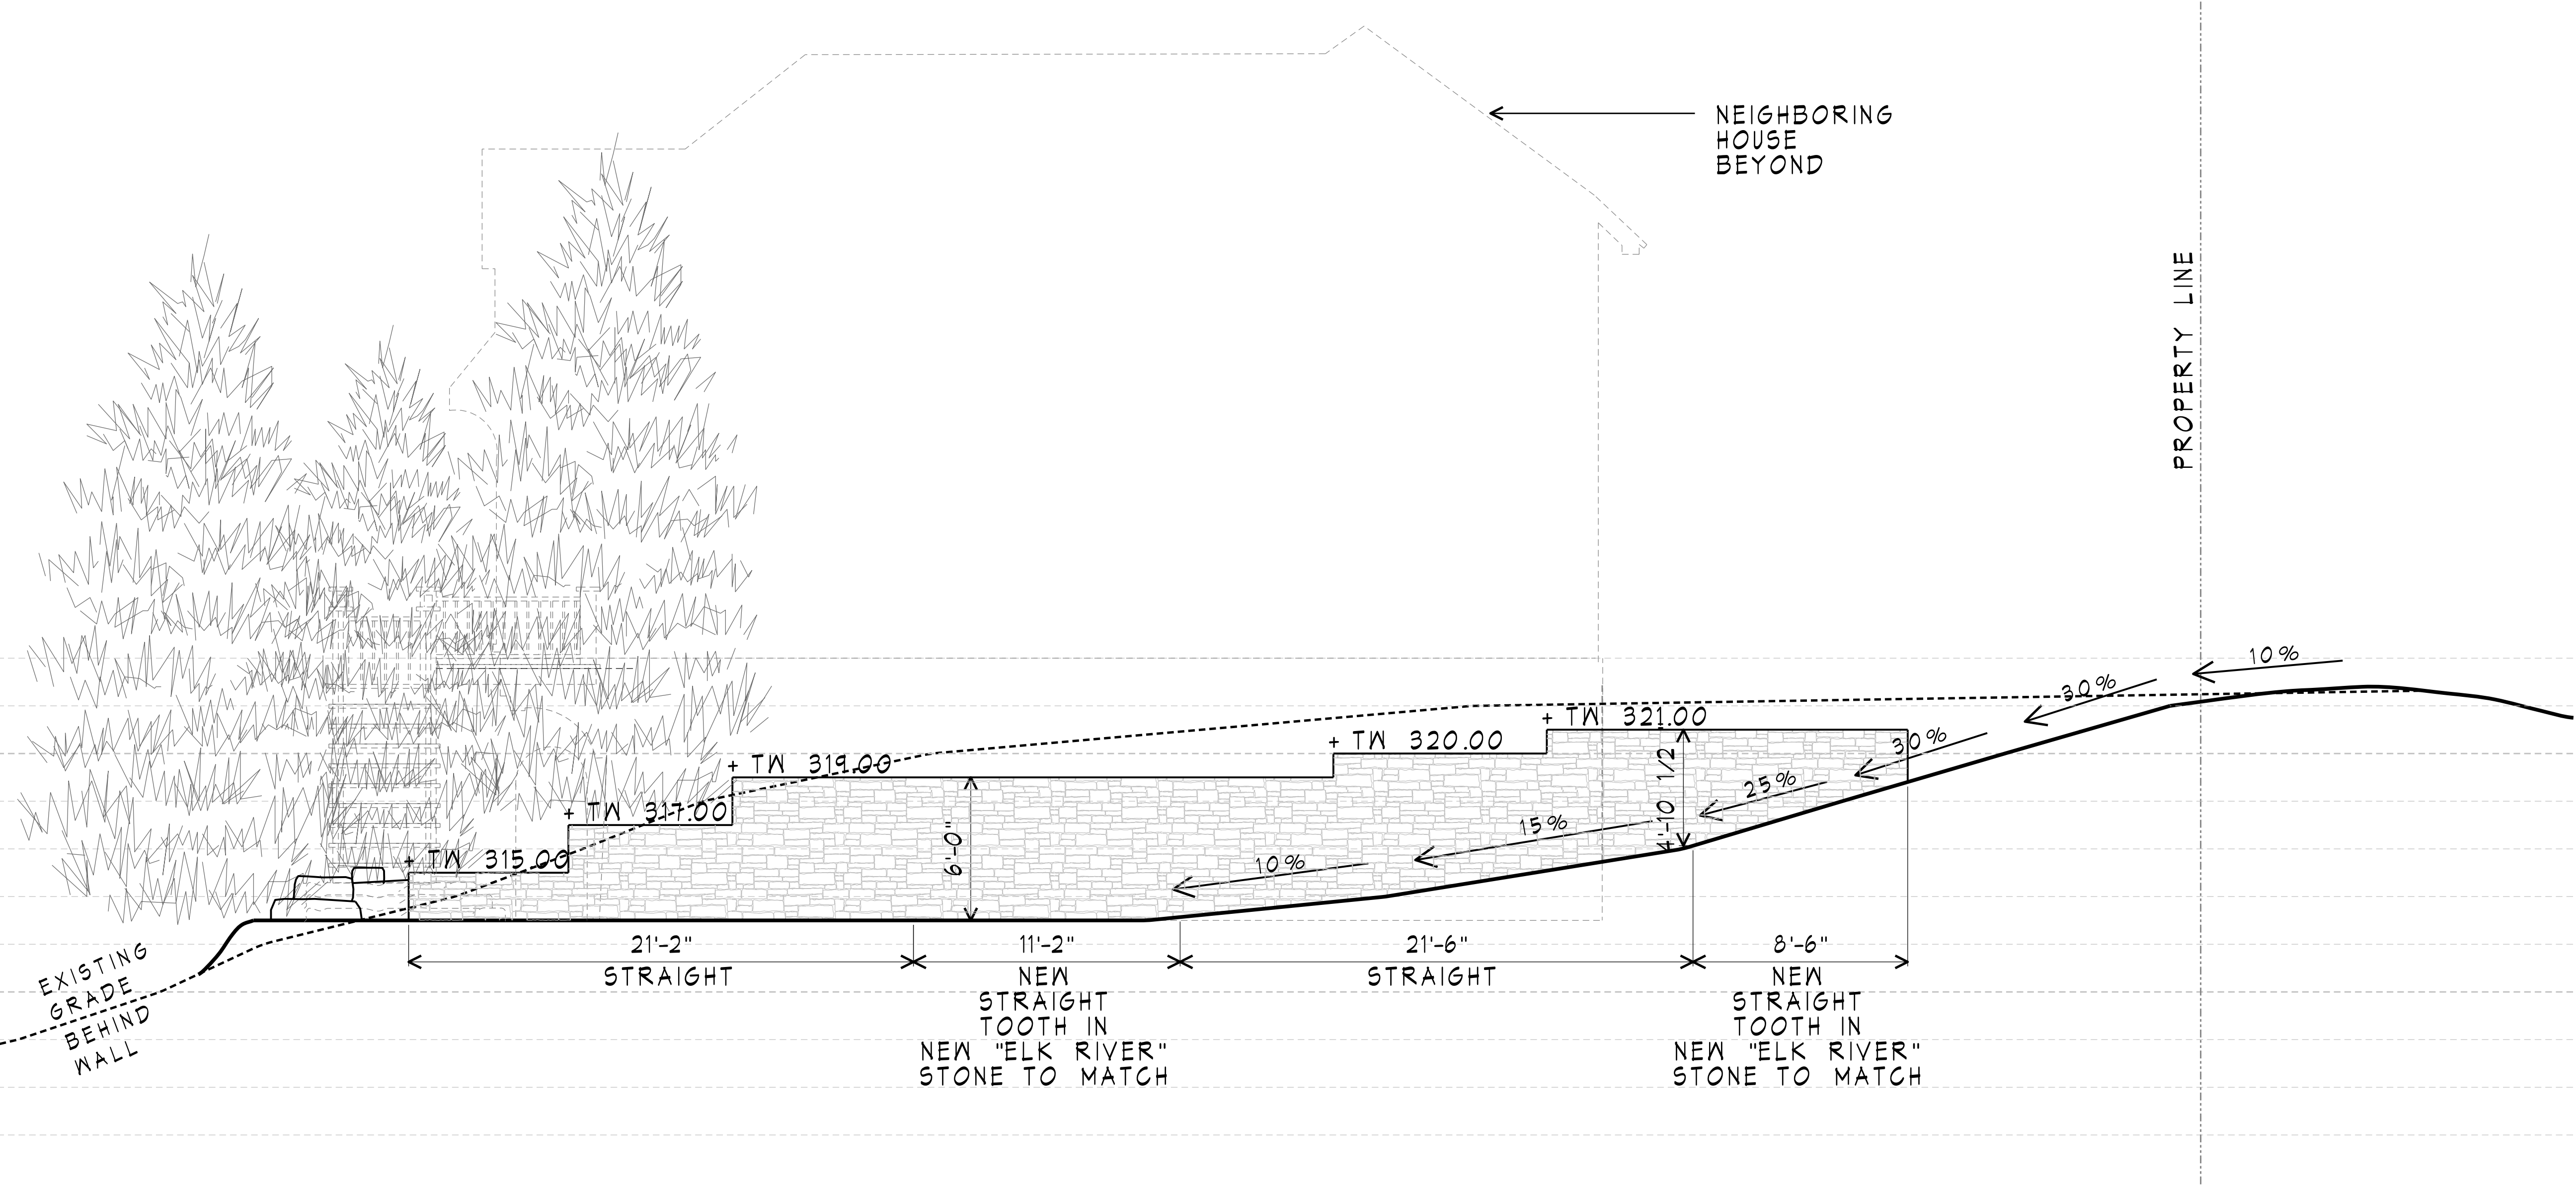 NEIGHBORING
HOUSE
BEYOND
PROPERTY LINE
10%
30%
30%
25%
15%
10%
+ TW 321.00
+ TW 320.00
+ TW 319.00
+ TW 317.00
+ TW 315.00
4'-10 1/2
6'-0"
EXISTING
GRADE
BEHIND
WALL
21'-2"
STRAIGHT
11'-2"
NEW
STRAIGHT
TOOTH IN
NEW "ELK RIVER"
STONE TO MATCH
21'-6"
STRAIGHT
8'-6"
NEW
STRAIGHT
TOOTH IN
NEW "ELK RIVER"
STONE TO MATCH